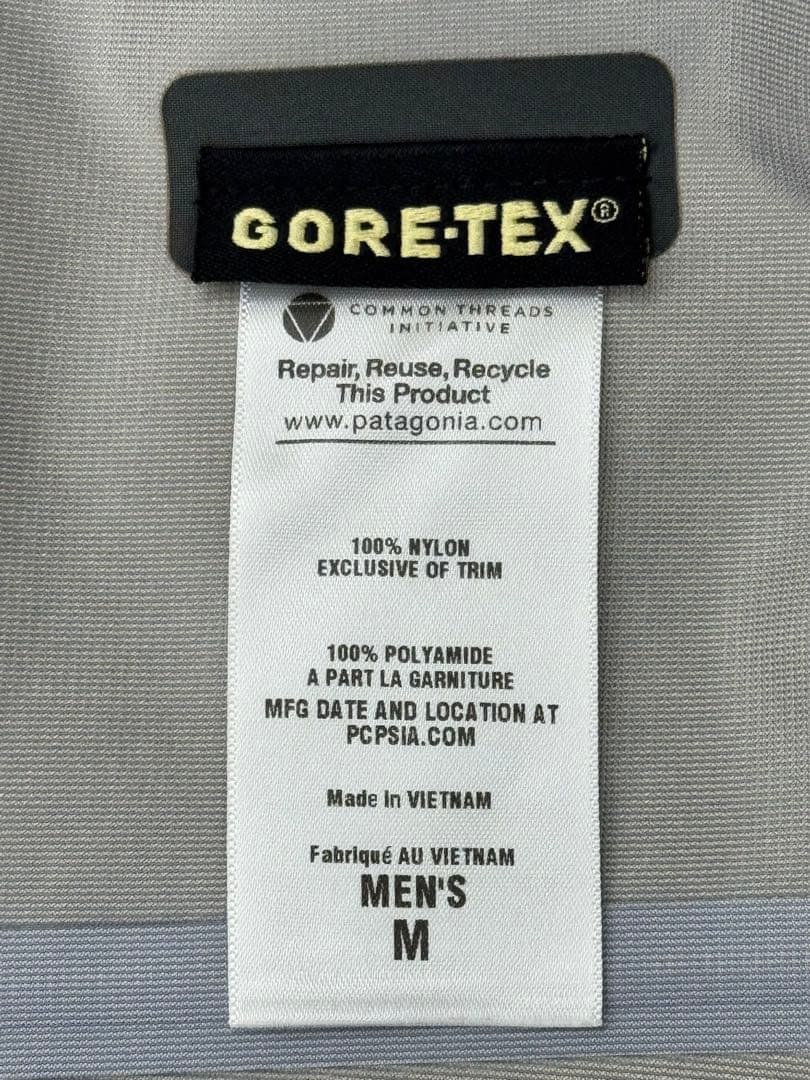 GORE-TEX®
COMMON THREADS
INITIATIVE
Repair, Reuse, Recycle
This Product
www.patagonia.com
100% NYLON
EXCLUSIVE OF TRIM
100% POLYAMIDE
A PART LA GARNITURE
MFG DATE AND LOCATION AT
PCPSIA.COM
Made in VIETNAM
Fabriqué AU VIETNAM
MEN'S
M